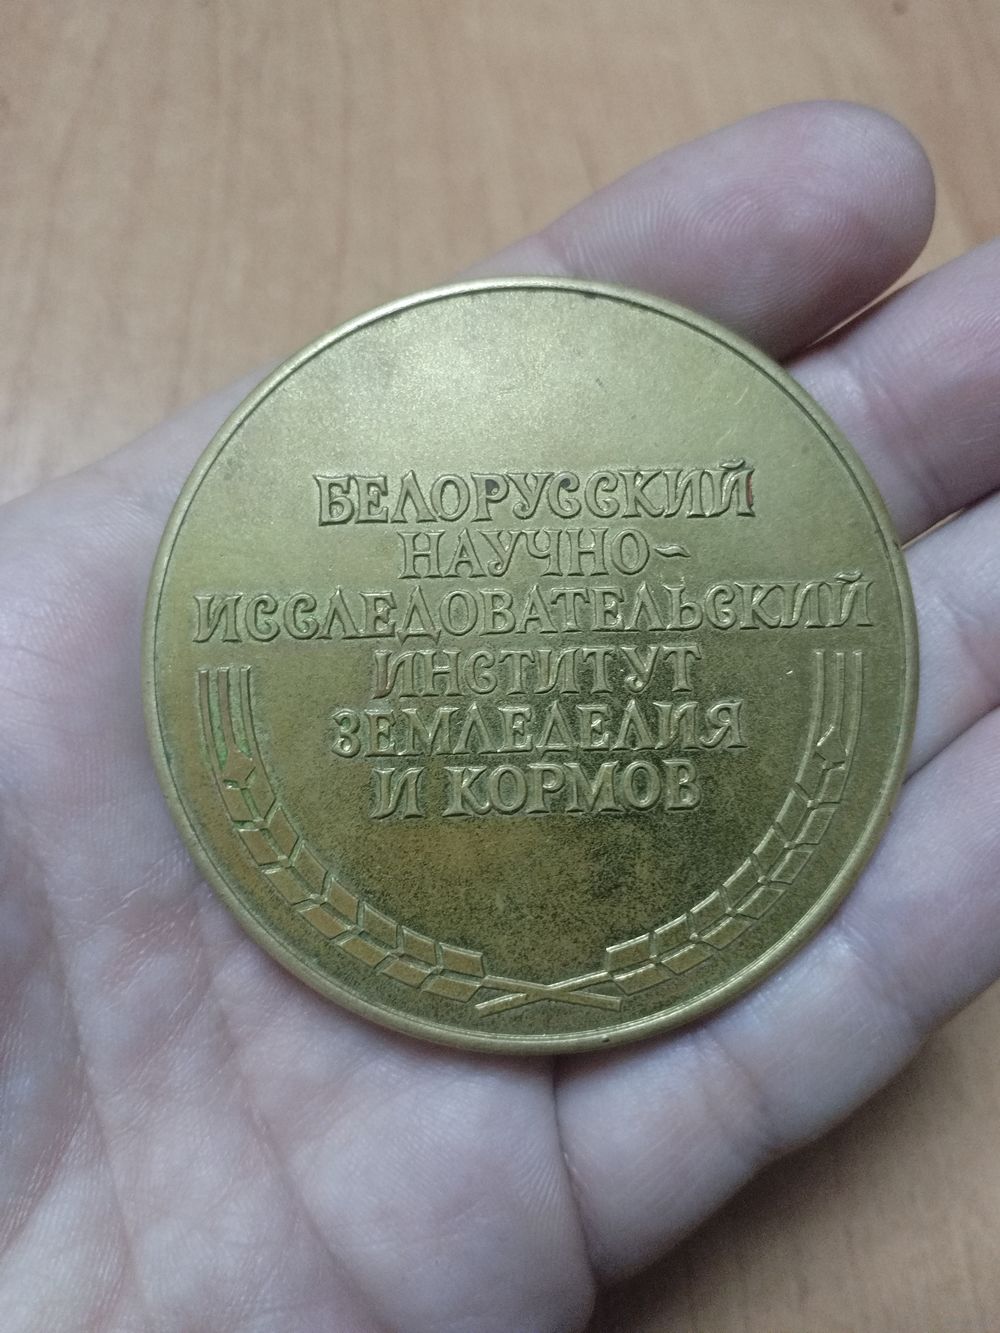 БЕЛОРУССКИЙ
НАУЧНО-
ИССЛЕДОВАТЕЛЬСКИЙ
ИНСТИТУТ
ЗЕМЛЕДЕЛИЯ
И КОРМОВ